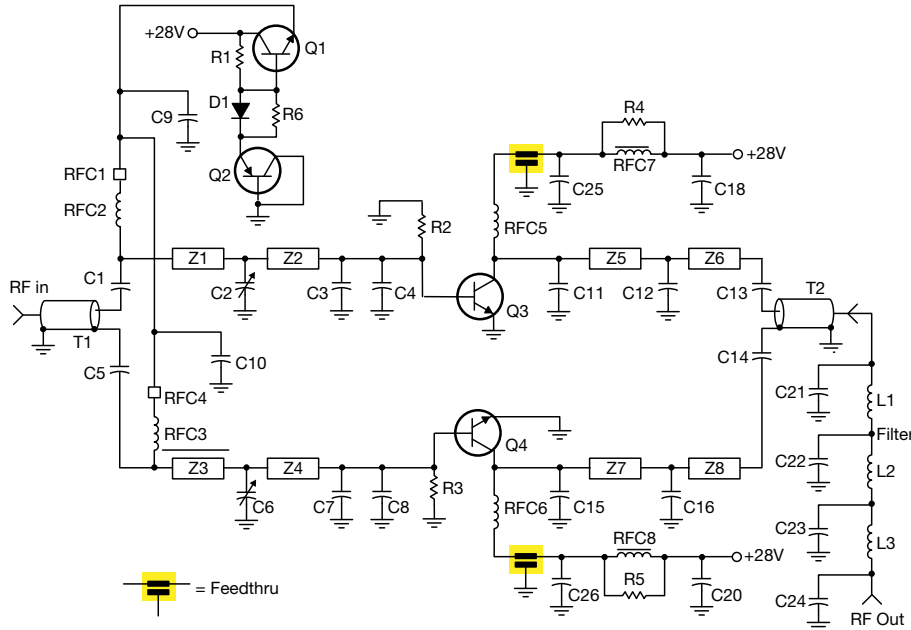 +28V
R1
Q1
D1
R6
C9
Q2
RFC1
RFC2
R4
RFC7
+28V
C25
C18
RFC5
R2
Z1
Z2
Z5
Z6
C1
C2
C3
C4
Q3
C11
C12
C13
T2
RF in
T1
C5
C10
C14
RFC4
RFC3
C21
L1
Filter
Q4
Z3
Z4
Z7
Z8
C22
L2
C6
C7
C8
R3
RFC6
C15
C16
C23
L3
RFC8
+28V
R5
C26
C20
C24
RF Out
= Feedthru